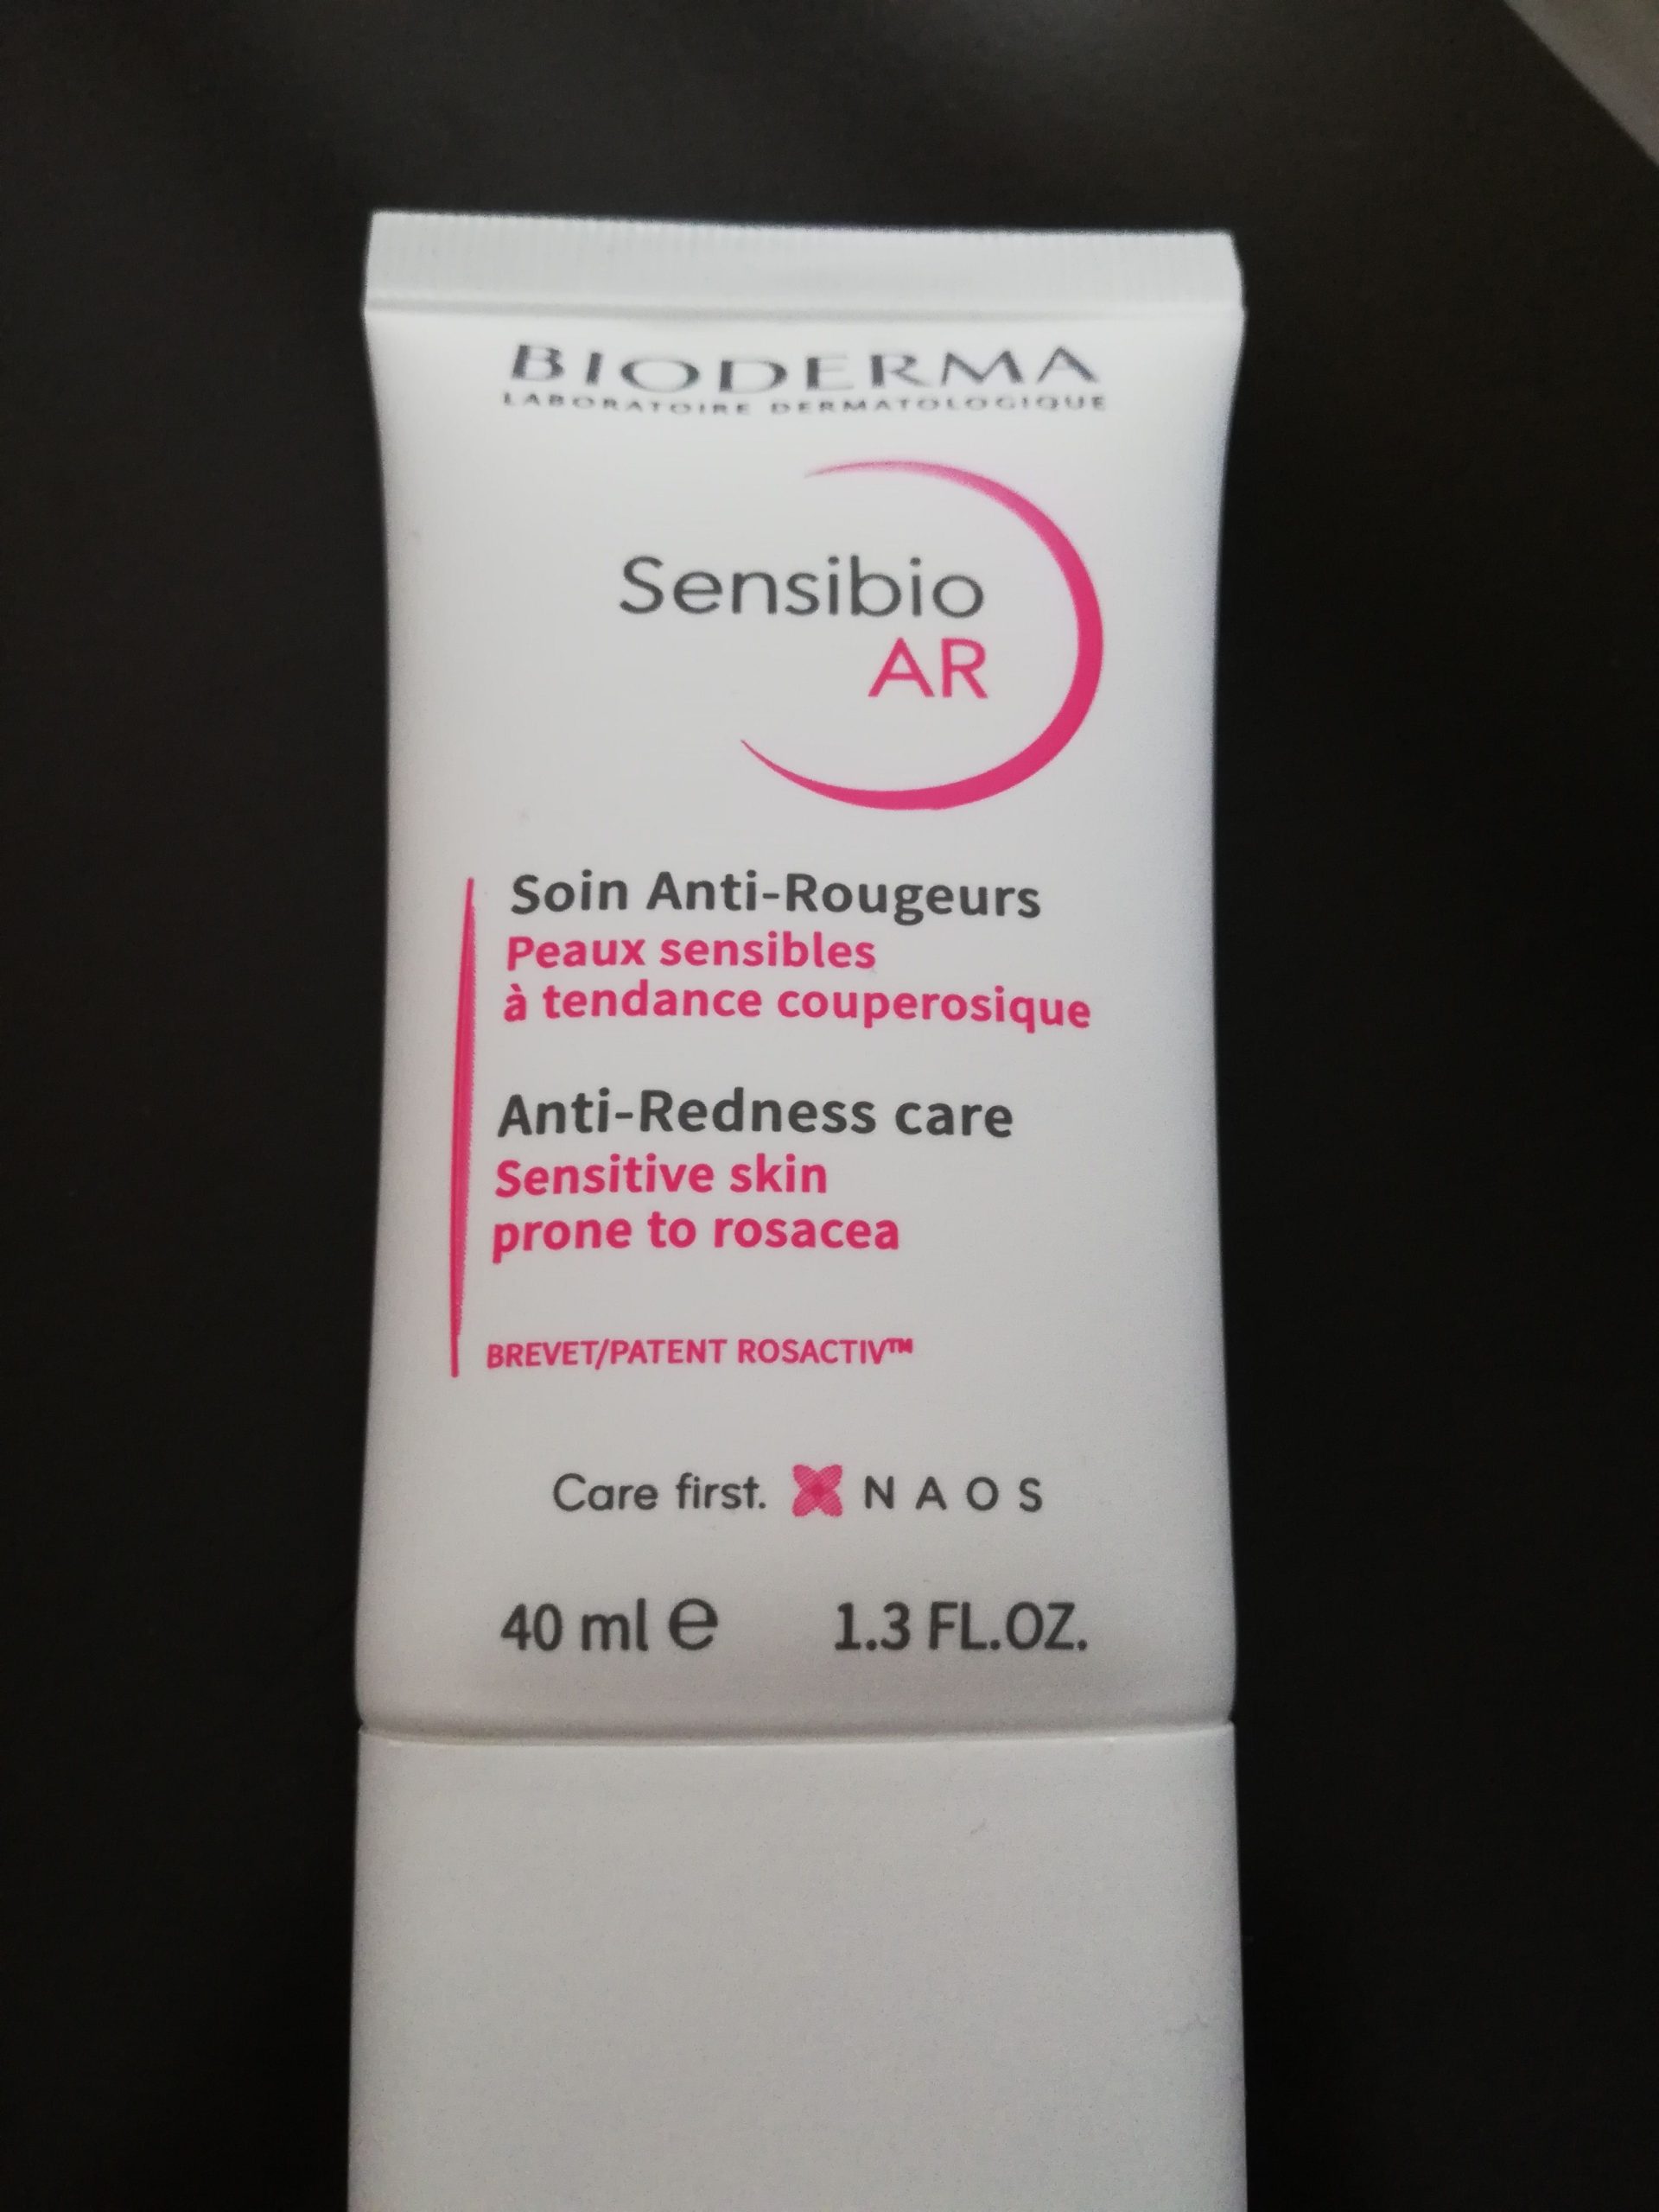 BIODERMA
LABORATOIRE DERMATOLOGIQUE
Sensibio
AR
Soin Anti-Rougeurs
Peaux sensibles
à tendance couperosique
Anti-Redness care
Sensitive skin
prone to rosacea
BREVET/PATENT ROSACTIV™
Care first. NAOS
40 ml e 1.3 FL.OZ.